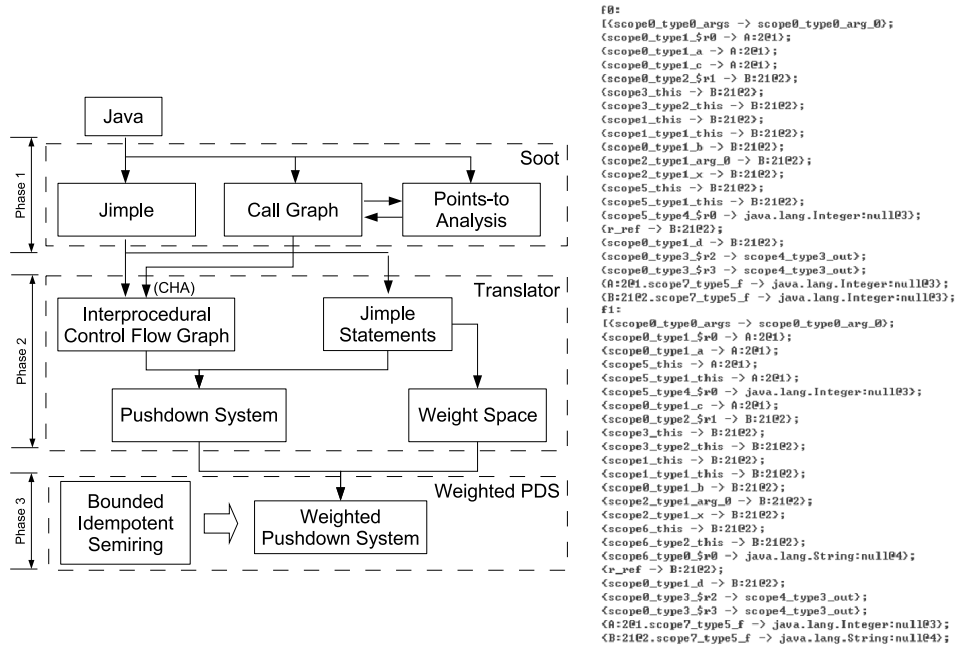 Java
Phase 1
Soot
Jimple
Call Graph
Points-to
Analysis
Phase 2
(CHA)
Translator
Interprocedural
Control Flow Graph
Jimple
Statements
Pushdown System
Weight Space
Phase 3
Weighted PDS
Bounded
Idempotent
Semiring
Weighted
Pushdown System
f0:
[{scope0_type0_args -> scope0_type0_arg_0};
{scope0_type1_$r0 -> A:2@1};
{scope0_type1_a -> A:2@1};
{scope0_type1_c -> A:2@1};
{scope0_type2_$r1 -> B:21@2};
{scope3_this -> B:21@2};
{scope3_type2_this -> B:21@2};
{scope1_this -> B:21@2};
{scope1_type1_this -> B:21@2};
{scope0_type1_b -> B:21@2};
{scope2_type1_arg_0 -> B:21@2};
{scope2_type1_x -> B:21@2};
{scope5_this -> B:21@2};
{scope5_type1_this -> B:21@2};
{scope5_type4_$r0 -> java.lang.Integer:null@3};
{r_ref -> B:21@2};
{scope0_type1_d -> B:21@2};
{scope0_type3_$r2 -> scope4_type3_out};
{scope0_type3_$r3 -> scope4_type3_out};
{A:2@1.scope7_type5_f -> java.lang.Integer:null@3};
{B:21@2.scope7_type5_f -> java.lang.Integer:null@3};
f1:
[{scope0_type0_args -> scope0_type0_arg_0};
{scope0_type1_$r0 -> A:2@1};
{scope0_type1_a -> A:2@1};
{scope5_this -> A:2@1};
{scope5_type1_this -> A:2@1};
{scope5_type4_$r0 -> java.lang.Integer:null@3};
{scope0_type1_c -> A:2@1};
{scope0_type2_$r1 -> B:21@2};
{scope3_this -> B:21@2};
{scope3_type2_this -> B:21@2};
{scope1_this -> B:21@2};
{scope1_type1_this -> B:21@2};
{scope0_type1_b -> B:21@2};
{scope2_type1_arg_0 -> B:21@2};
{scope2_type1_x -> B:21@2};
{scope6_this -> B:21@2};
{scope6_type2_this -> B:21@2};
{scope6_type0_$r0 -> java.lang.String:null@4};
{r_ref -> B:21@2};
{scope0_type1_d -> B:21@2};
{scope0_type3_$r2 -> scope4_type3_out};
{scope0_type3_$r3 -> scope4_type3_out};
{A:2@1.scope7_type5_f -> java.lang.Integer:null@3};
{B:21@2.scope7_type5_f -> java.lang.String:null@4};